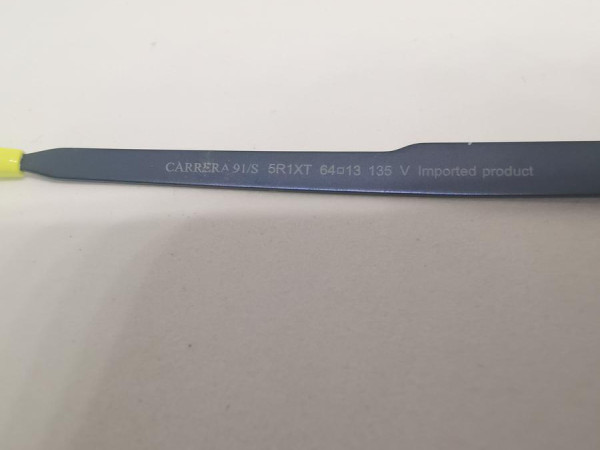 CARRERA 91/S 5R1XT 64□13 135 V Imported product